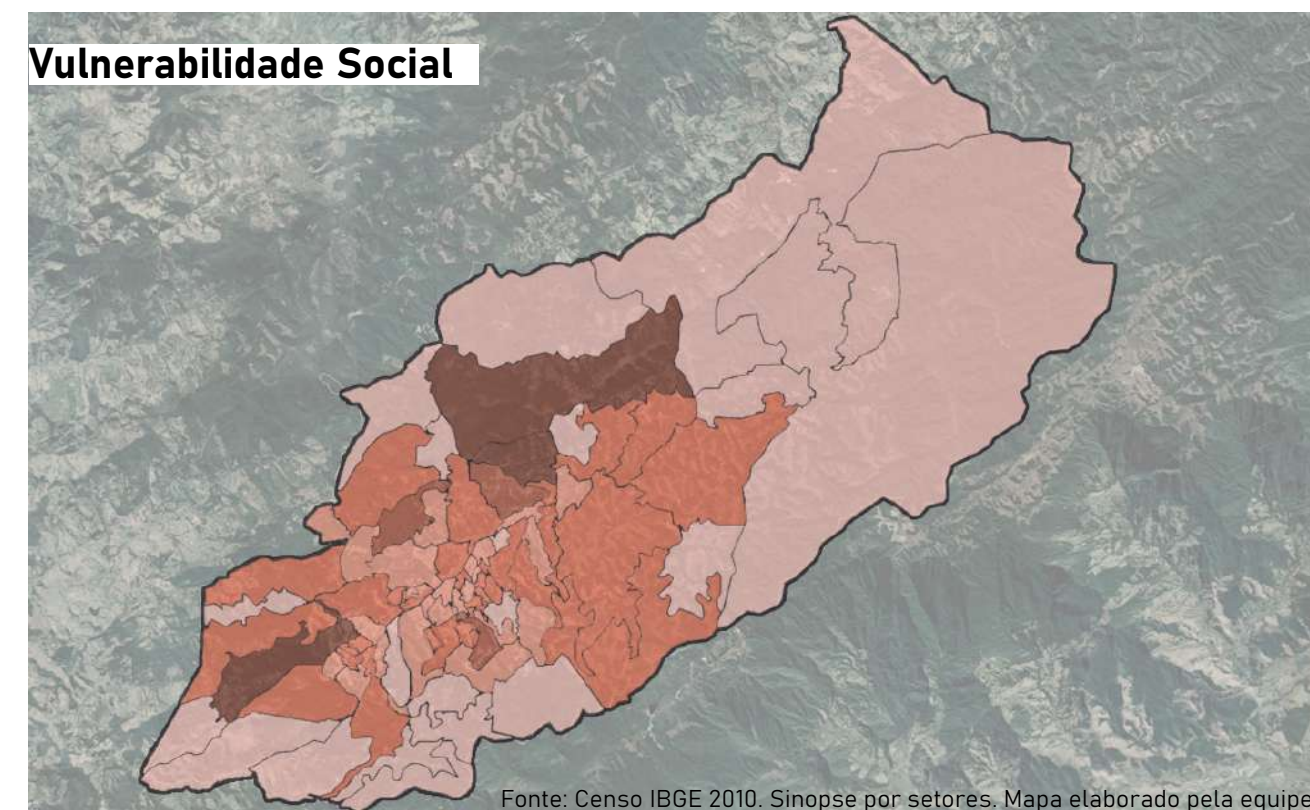 Vulnerabilidade Social
Fonte: Censo IBGE 2010. Sinopse por setores. Mapa elaborado pela equipe